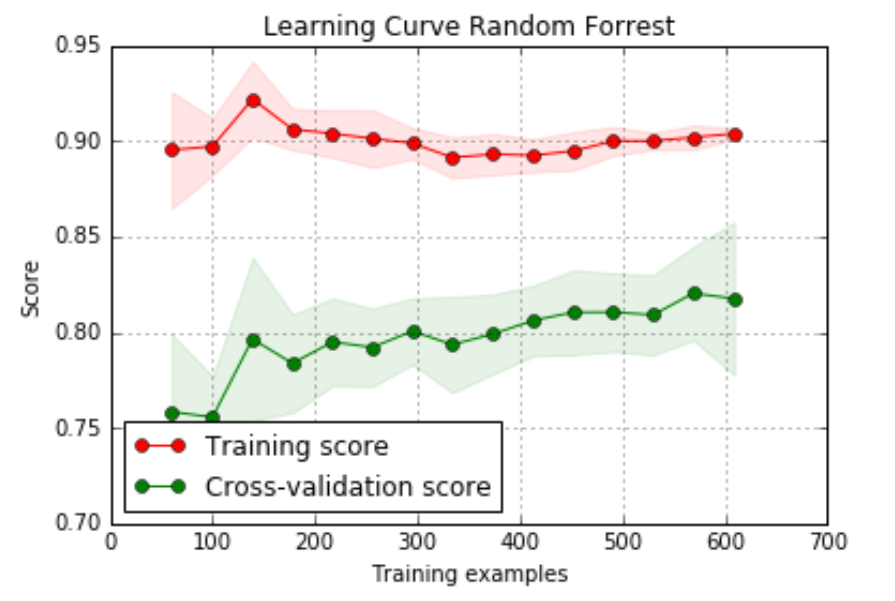 Learning Curve Random Forrest
0.95
0.90
0.85
0.80
0.75
0.70
Score
Training score
Cross-validation score
0 100 200 300 400 500 600 700
Training examples